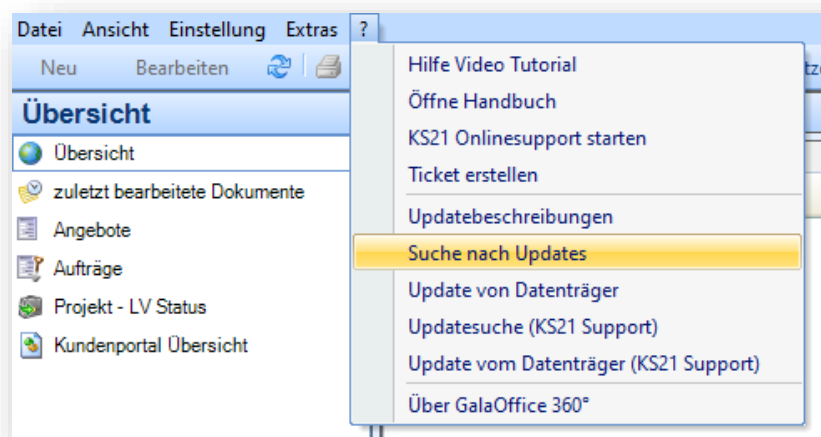 Datei Ansicht Einstellung Extras ?
Neu Bearbeiten
Übersicht
Übersicht
zuletzt bearbeitete Dokumente
Angebote
Aufträge
Projekt - LV Status
Kundenportal Übersicht
Hilfe Video Tutorial
Öffne Handbuch
KS21 Onlinesupport starten
Ticket erstellen
Updatebeschreibungen
Suche nach Updates
Update von Datenträger
Updatesuche (KS21 Support)
Update vom Datenträger (KS21 Support)
Über GalaOffice 360°